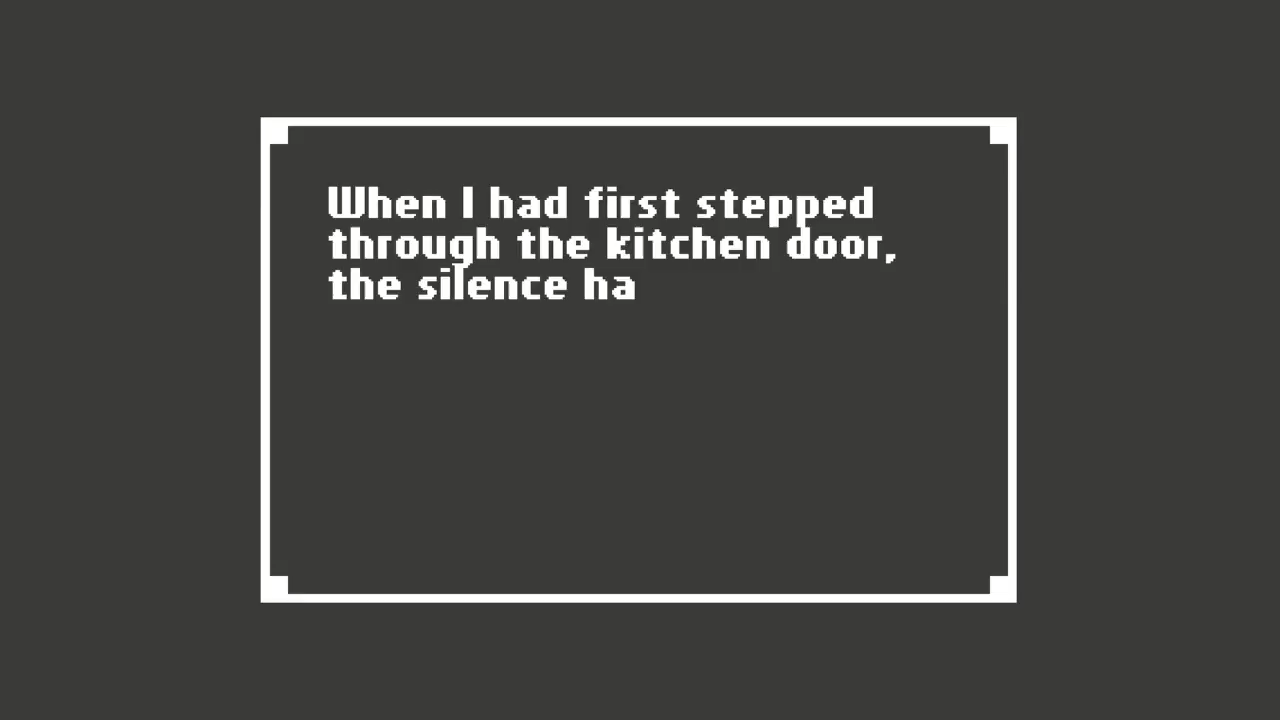 When I had first stepped
through the kitchen door,
the silence ha